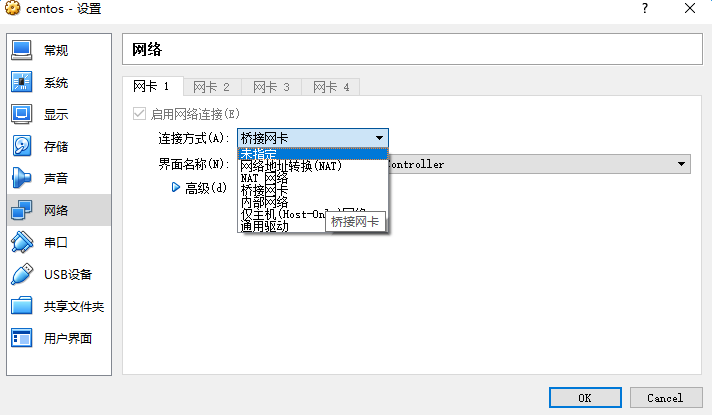 centos - 设置
?
常规
系统
显示
存储
声音
网络
串口
USB设备
共享文件夹
用户界面
网络
网卡 1 网卡 2 网卡 3 网卡 4
启用网络连接(E)
连接方式(A): 桥接网卡
未指定
界面名称(N): ontroller
网络地址转换(NAT)
NAT 网络
高级(d)
桥接网卡
内部网络
仅主机(Host-Only)网络
桥接网卡
通用驱动
OK Cancel